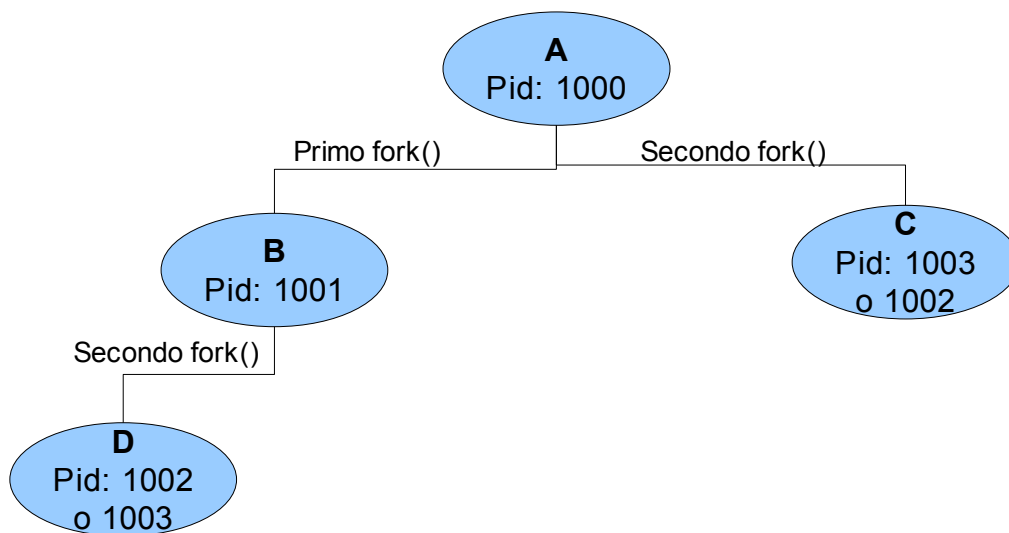 A
Pid: 1000
Primo fork()
Secondo fork()
B
Pid: 1001
C
Pid: 1003
o 1002
Secondo fork()
D
Pid: 1002
o 1003